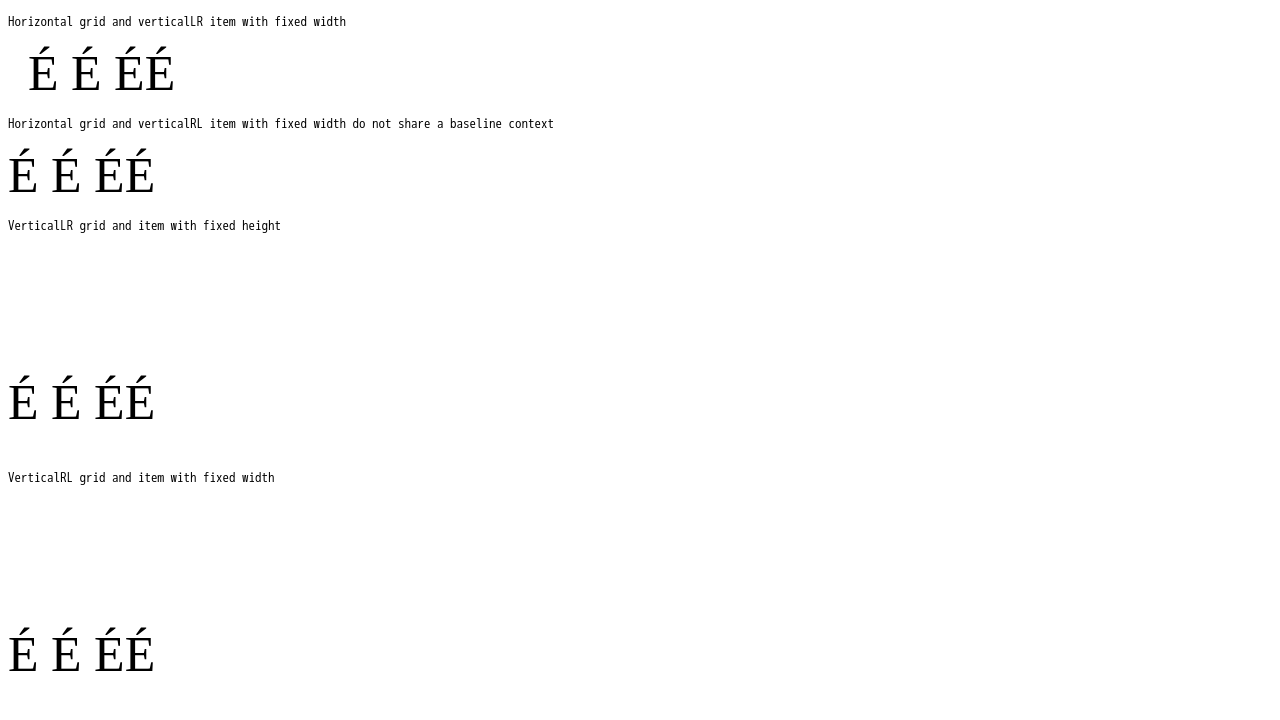 Horizontal grid and verticalLR item with fixed width
É É ÉÉ
Horizontal grid and verticalRL item with fixed width do not share a baseline context
É É ÉÉ
VerticalLR grid and item with fixed height
É É ÉÉ
VerticalRL grid and item with fixed width
É É ÉÉ